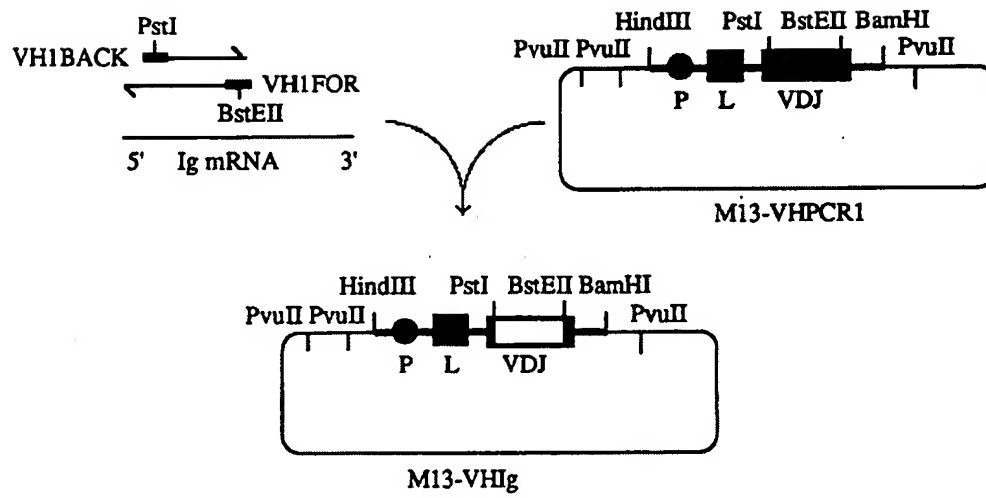 PstI
VH1BACK
VH1FOR
BstEII
5' Ig mRNA 3'
HindIII PstI BstEII BamHI
PvuII PvuII PvuII
P L VDJ
M13-VHPCR1
HindIII PstI BstEII BamHI
PvuII PvuII PvuII
P L VDJ
M13-VHIg